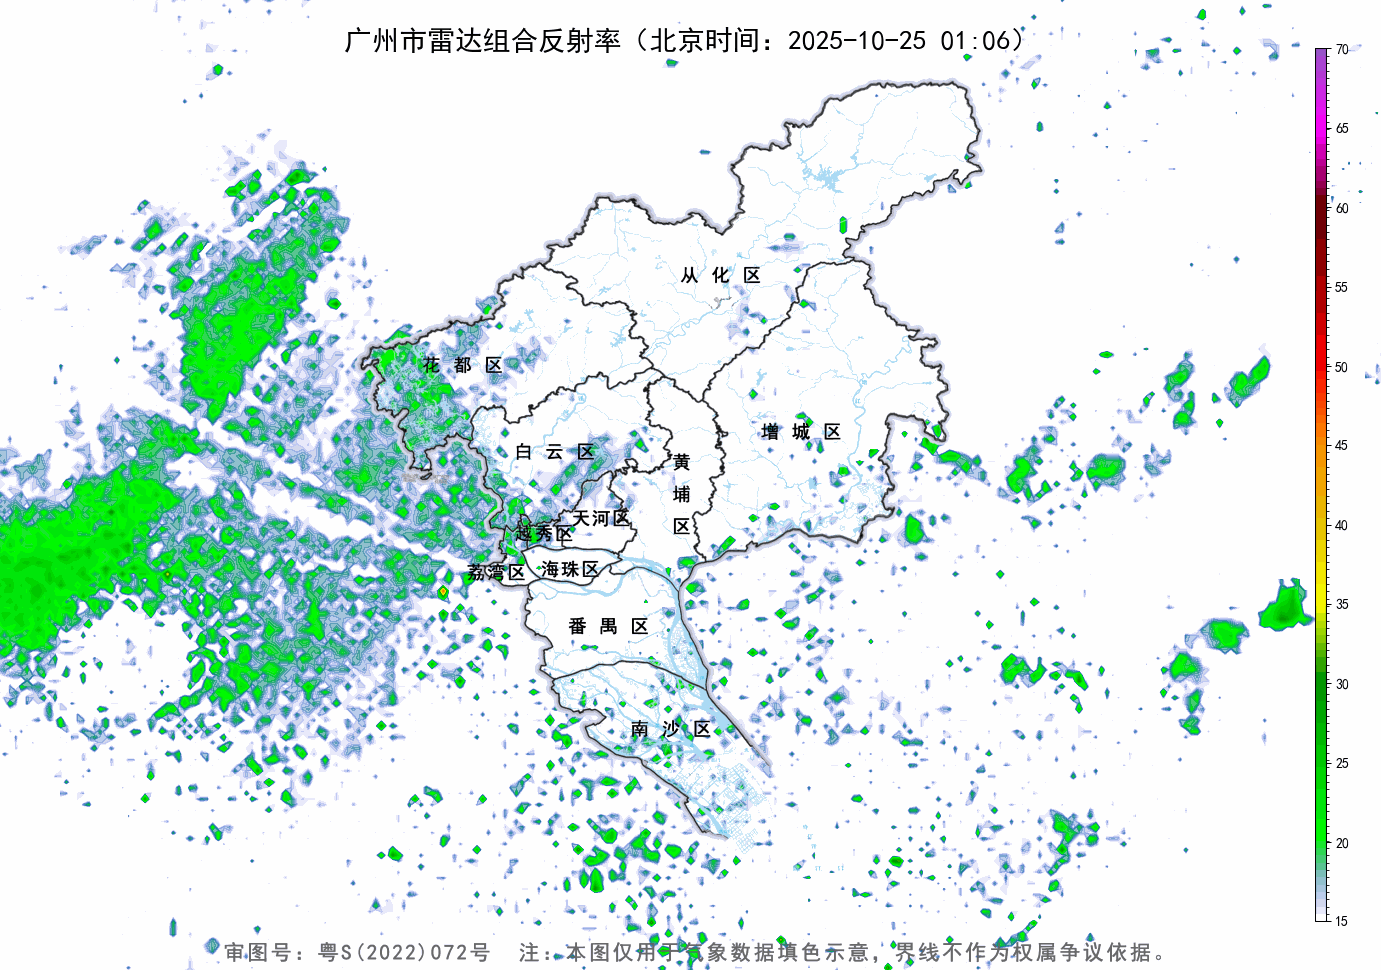 广州市雷达组合反射率（北京时间：2025-10-25 01:06）
70
65
60
55
50
45
40
35
30
25
20
15
从化区
花都区
增城区
白云区
黄埔区
天河区
越秀区
海珠区
荔湾区
番禺区
南沙区
审图号：粤S(2022)072号 注：本图仅用于气象数据填色示意，界线不作为权属争议依据。